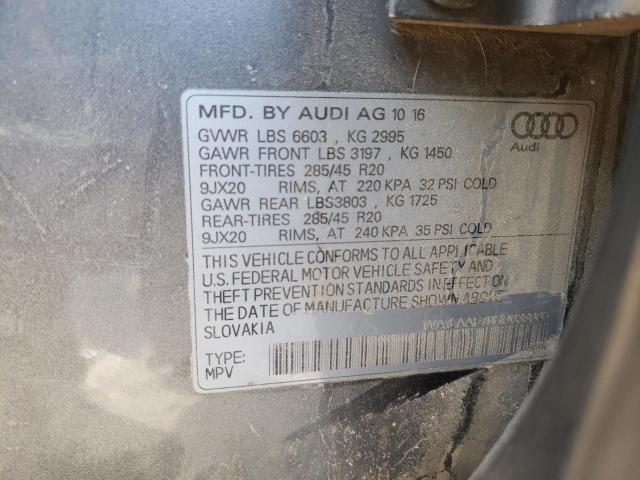 MFD. BY AUDI AG 10 16
GVWR LBS 6603 , KG 2995
GAWR FRONT LBS 3197 , KG 1450
FRONT-TIRES 285/45 R20
9JX20 RIMS, AT 220 KPA 32 PSI COLD
GAWR REAR LBS3803 , KG 1725
REAR-TIRES 285/45 R20
9JX20 RIMS, AT 240 KPA 35 PSI COLD
THIS VEHICLE CONFORMS TO ALL APPLICABLE
U.S. FEDERAL MOTOR VEHICLE SAFETY AND
THEFT PREVENTION STANDARDS IN EFFECT ON
THE DATE OF MANUFACTURE SHOWN ABOVE.
SLOVAKIA
TYPE:
MPV
Audi